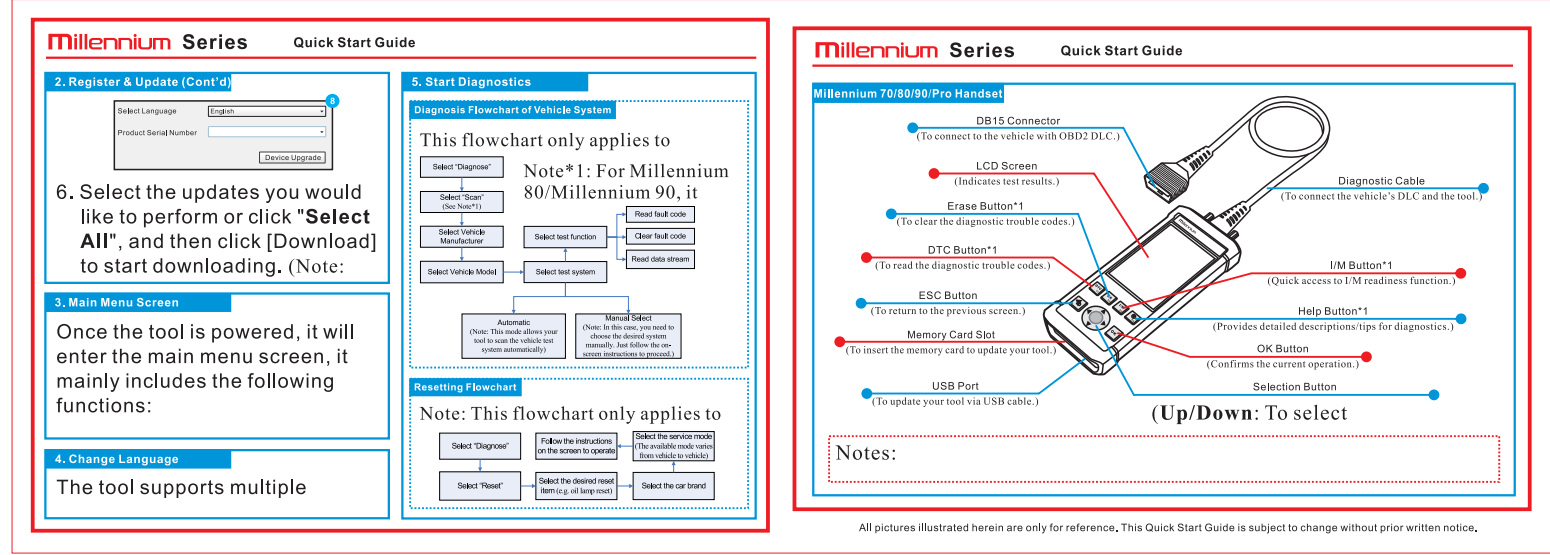 Millennium Series Quick Start Guide
2. Register & Update (Cont'd)
8
Select Language English
Product Serial Number
Device Upgrade
6. Select the updates you would
like to perform or click "Select
All", and then click [Download]
to start downloading. (Note:
3. Main Menu Screen
Once the tool is powered, it will
enter the main menu screen, it
mainly includes the following
functions:
4. Change Language
The tool supports multiple
5. Start Diagnostics
Diagnosis Flowchart of Vehicle System
This flowchart only applies to
Note*1: For Millennium
80/Millennium 90, it
Select "Diagnose"
Select "Scan"
(See Note*1)
Select Vehicle
Manufacturer
Select Vehicle Model
Select test system
Select test function
Read fault code
Clear fault code
Read data stream
Automatic
(Note: This mode allows your
tool to scan the vehicle test
system automatically)
Manual Select
(Note: In this case, you need to
choose the desired system
manually. Just follow the on-
screen instructions to proceed.)
Resetting Flowchart
Note: This flowchart only applies to
Select "Diagnose"
Select "Reset"
Select the desired reset
item (e.g. oil lamp reset)
Select the car brand
Select the service mode
(The available mode varies
from vehicle to vehicle)
Follow the instructions
on the screen to operate
Millennium Series Quick Start Guide
Millennium 70/80/90/Pro Handset
DB15 Connector
(To connect to the vehicle with OBD2 DLC.)
LCD Screen
(Indicates test results.)
Erase Button*1
(To clear the diagnostic trouble codes.)
DTC Button*1
(To read the diagnostic trouble codes.)
ESC Button
(To return to the previous screen.)
Memory Card Slot
(To insert the memory card to update your tool.)
USB Port
(To update your tool via USB cable.)
Millennium
Diagnostic Cable
(To connect the vehicle's DLC and the tool.)
I/M Button*1
(Quick access to I/M readiness function.)
Help Button*1
(Provides detailed descriptions/tips for diagnostics.)
OK Button
(Confirms the current operation.)
Selection Button
(Up/Down: To select
Notes:
All pictures illustrated herein are only for reference. This Quick Start Guide is subject to change without prior written notice.